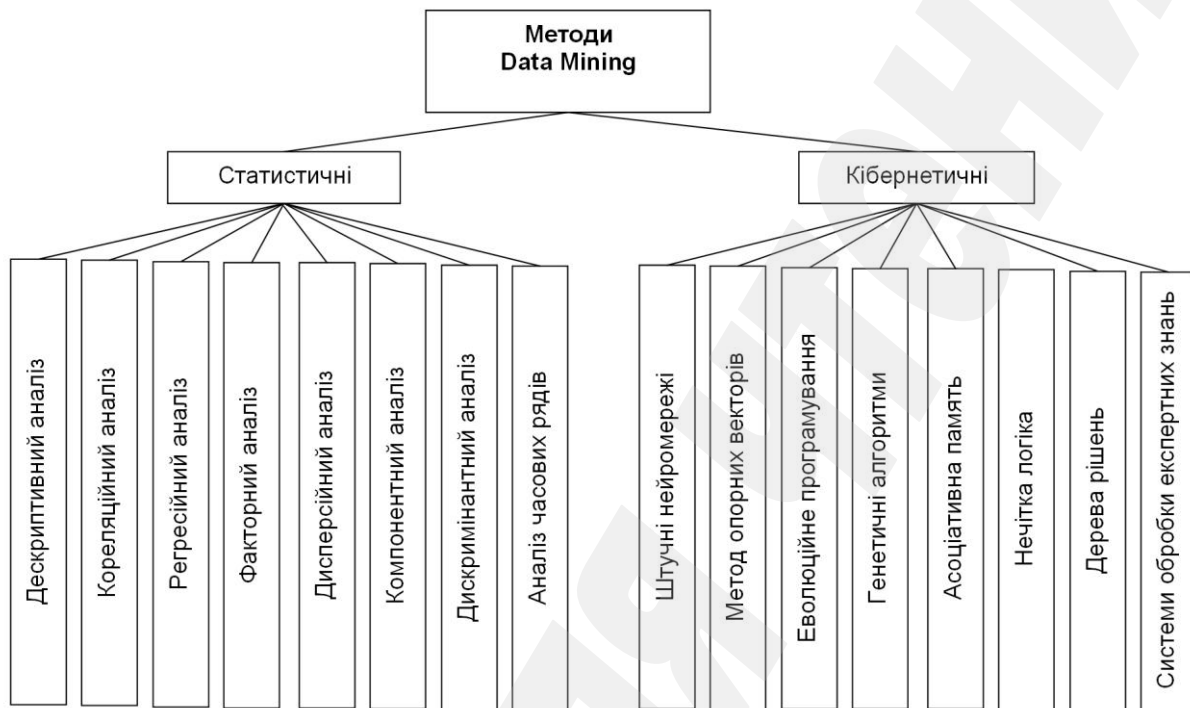 Методи
Data Mining
Статистичні
Кібернетичні
Дескриптивний аналіз
Кореляційний аналіз
Регресійний аналіз
Факторний аналіз
Дисперсійний аналіз
Компонентний аналіз
Дискримінантний аналіз
Аналіз часових рядів
Штучні нейромережі
Метод опорних векторів
Еволюційне програмування
Генетичні алгоритми
Асоціативна память
Нечітка логіка
Дерева рішень
Системи обробки експертних знань